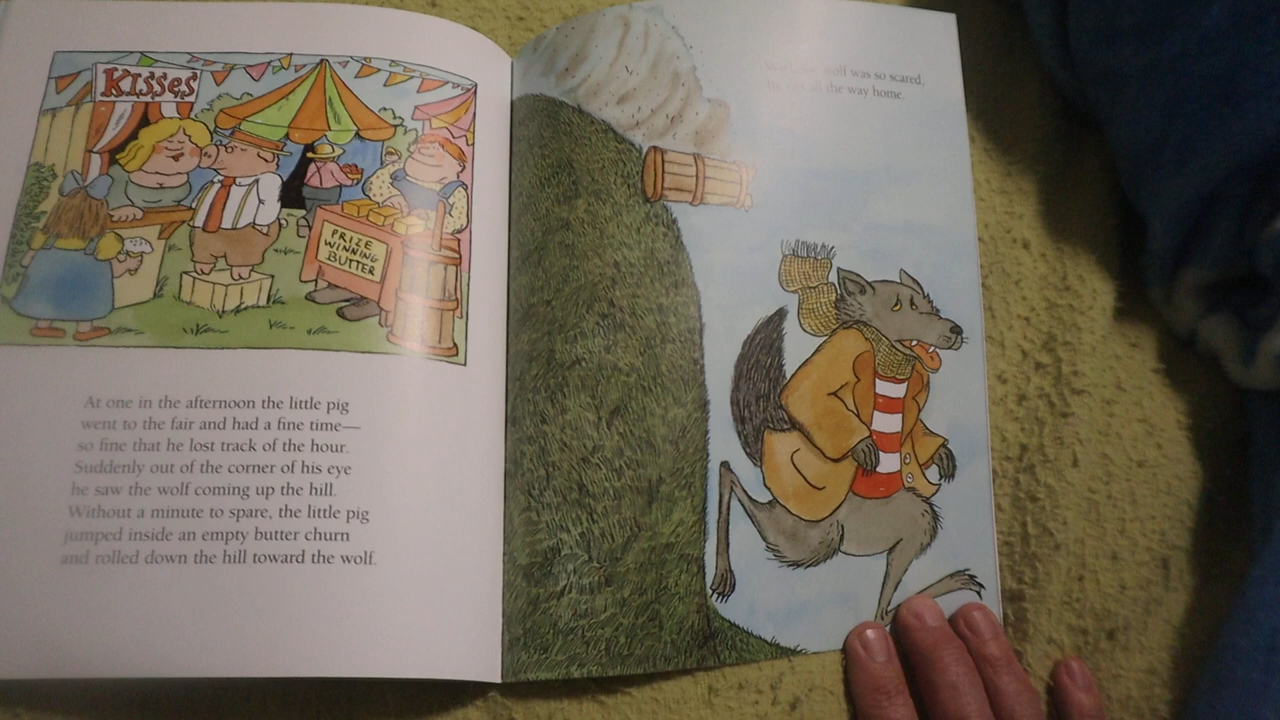 KISSES
PRIZE
WINNING
BUTTER
At one in the afternoon the little pig
went to the fair and had a fine time—
so fine that he lost track of the hour.
Suddenly out of the corner of his eye
he saw the wolf coming up the hill.
Without a minute to spare, the little pig
jumped inside an empty butter churn
and rolled down the hill toward the wolf.
wolf was so scared,
all the way home.